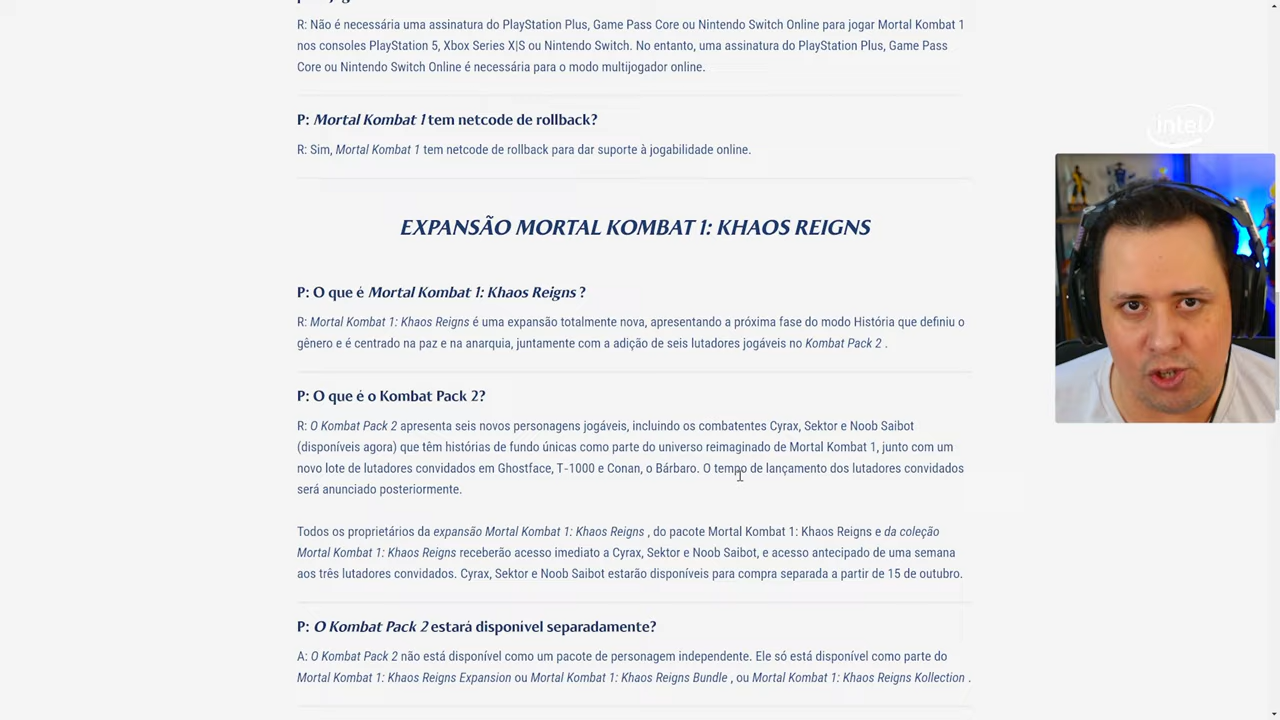 R: Não é necessária uma assinatura do PlayStation Plus, Game Pass Core ou Nintendo Switch Online para jogar Mortal Kombat 1
nos consoles PlayStation 5, Xbox Series X|S ou Nintendo Switch. No entanto, uma assinatura do PlayStation Plus, Game Pass
Core ou Nintendo Switch Online é necessária para o modo multijogador online.
P: Mortal Kombat 1 tem netcode de rollback?
intel
R: Sim, Mortal Kombat 1 tem netcode de rollback para dar suporte à jogabilidade online.
EXPANSÃO MORTAL KOMBAT 1: KHAOS REIGNS
P: O que é Mortal Kombat 1: Khaos Reigns ?
R: Mortal Kombat 1: Khaos Reigns é uma expansão totalmente nova, apresentando a próxima fase do modo História que definiu o
gênero e é centrado na paz e na anarquia, juntamente com a adição de seis lutadores jogáveis no Kombat Pack 2 .
P: O que é o Kombat Pack 2?
R: O Kombat Pack 2 apresenta seis novos personagens jogáveis, incluindo os combatentes Cyrax, Sektor e Noob Saibot
(disponíveis agora) que têm histórias de fundo únicas como parte do universo reimaginado de Mortal Kombat 1, junto com um
novo lote de lutadores convidados em Ghostface, T-1000 e Conan, o Bárbaro. O tempo de lançamento dos lutadores convidados
será anunciado posteriormente.
Todos os proprietários da expansão Mortal Kombat 1: Khaos Reigns , do pacote Mortal Kombat 1: Khaos Reigns e da coleção
Mortal Kombat 1: Khaos Reigns receberão acesso imediato a Cyrax, Sektor e Noob Saibot, e acesso antecipado de uma semana
aos três lutadores convidados. Cyrax, Sektor e Noob Saibot estarão disponíveis para compra separada a partir de 15 de outubro.
P: O Kombat Pack 2 estará disponível separadamente?
A: O Kombat Pack 2 não está disponível como um pacote de personagem independente. Ele só está disponível como parte do
Mortal Kombat 1: Khaos Reigns Expansion ou Mortal Kombat 1: Khaos Reigns Bundle , ou Mortal Kombat 1: Khaos Reigns Kollection .